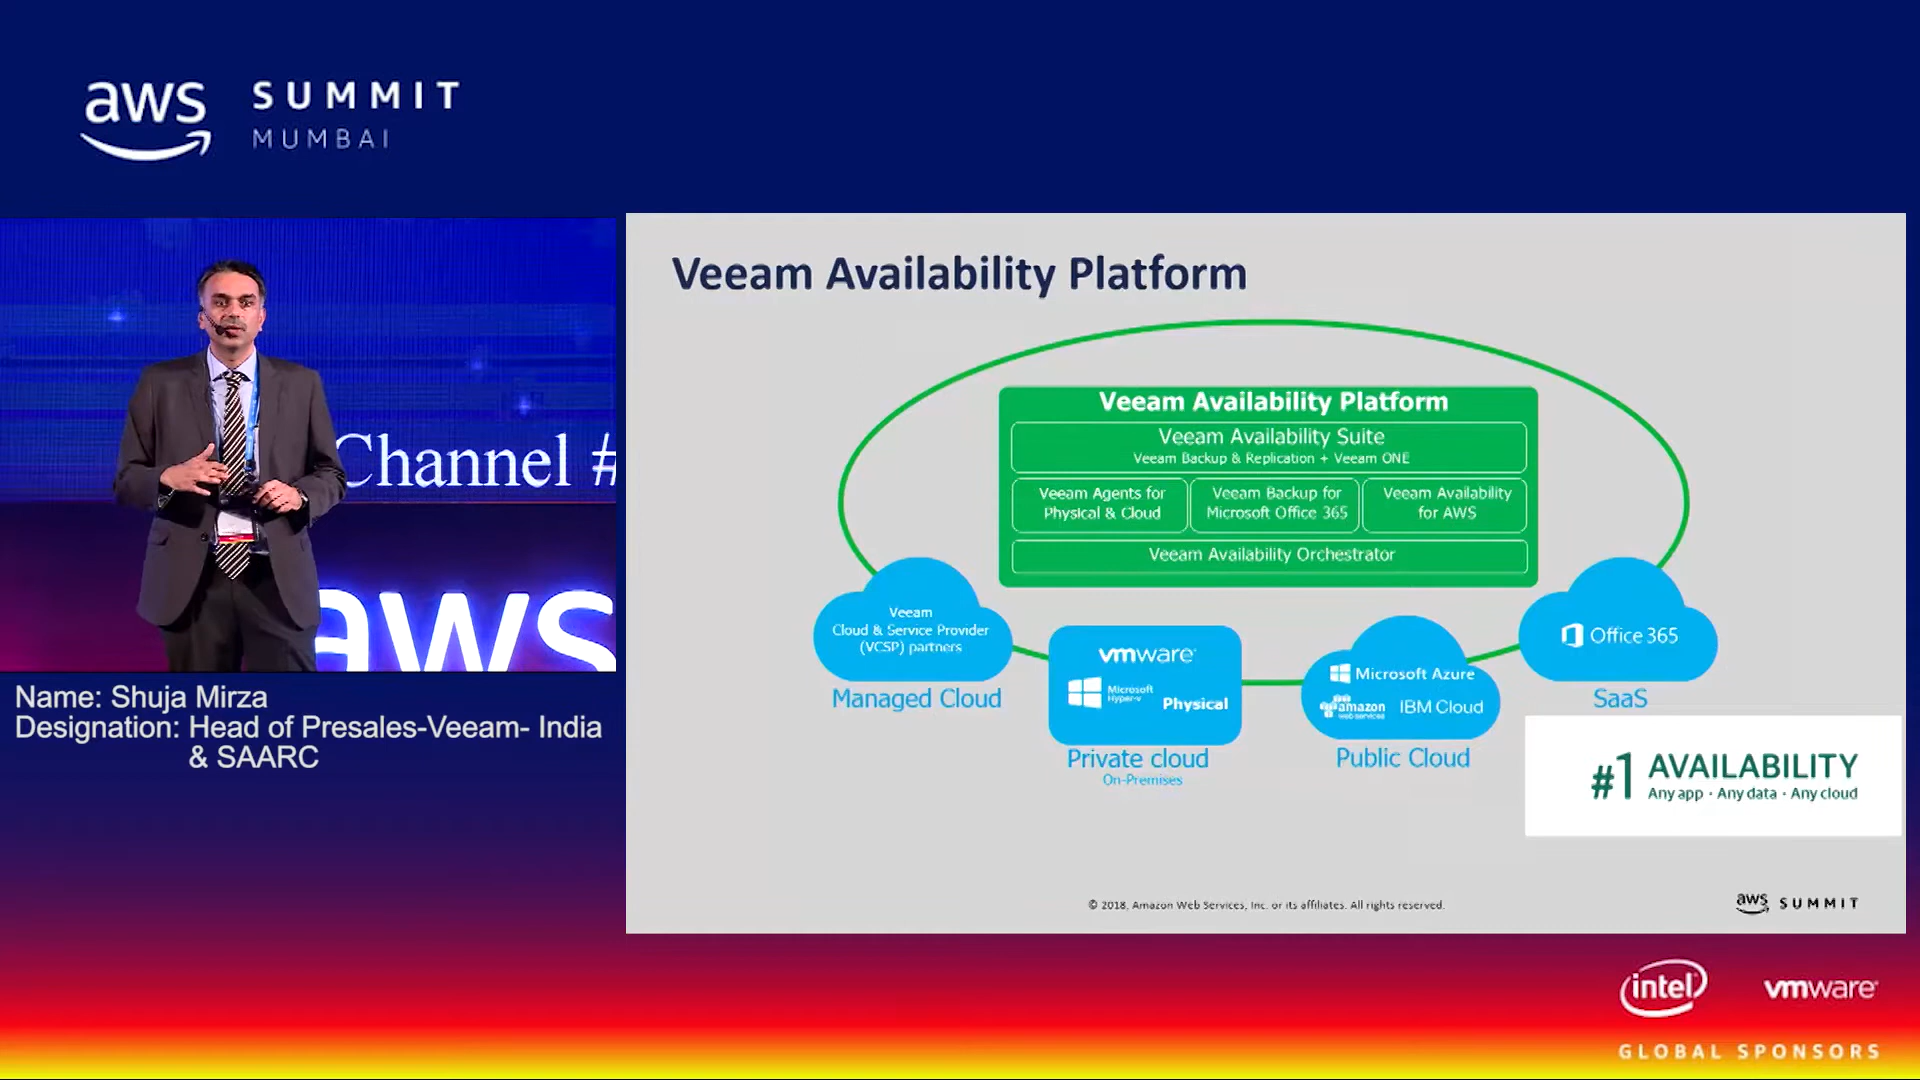 aws
SUMMIT
MUMBAI
Channel #
aws
Name: Shuja Mirza
Designation: Head of Presales-Veeam- India
& SAARC
Veeam Availability Platform
Veeam Availability Platform
Veeam Availability Suite
Veeam Backup & Replication + Veeam ONE
Veeam Agents for
Physical & Cloud
Veeam Backup for
Microsoft Office 365
Veeam Availability
for AWS
Veeam Availability Orchestrator
Veeam
Cloud & Service Provider
(VCSP) partners
Managed Cloud
vmware
Microsoft
Hyper-v
Physical
Private cloud
On-Premises
Microsoft Azure
amazon
web services
IBM Cloud
Public Cloud
Office 365
SaaS
#1 AVAILABILITY
Any app · Any data · Any cloud
© 2018, Amazon Web Services, Inc. or its affiliates. All rights reserved.
aws SUMMIT
intel
vmware
GLOBAL SPONSORS